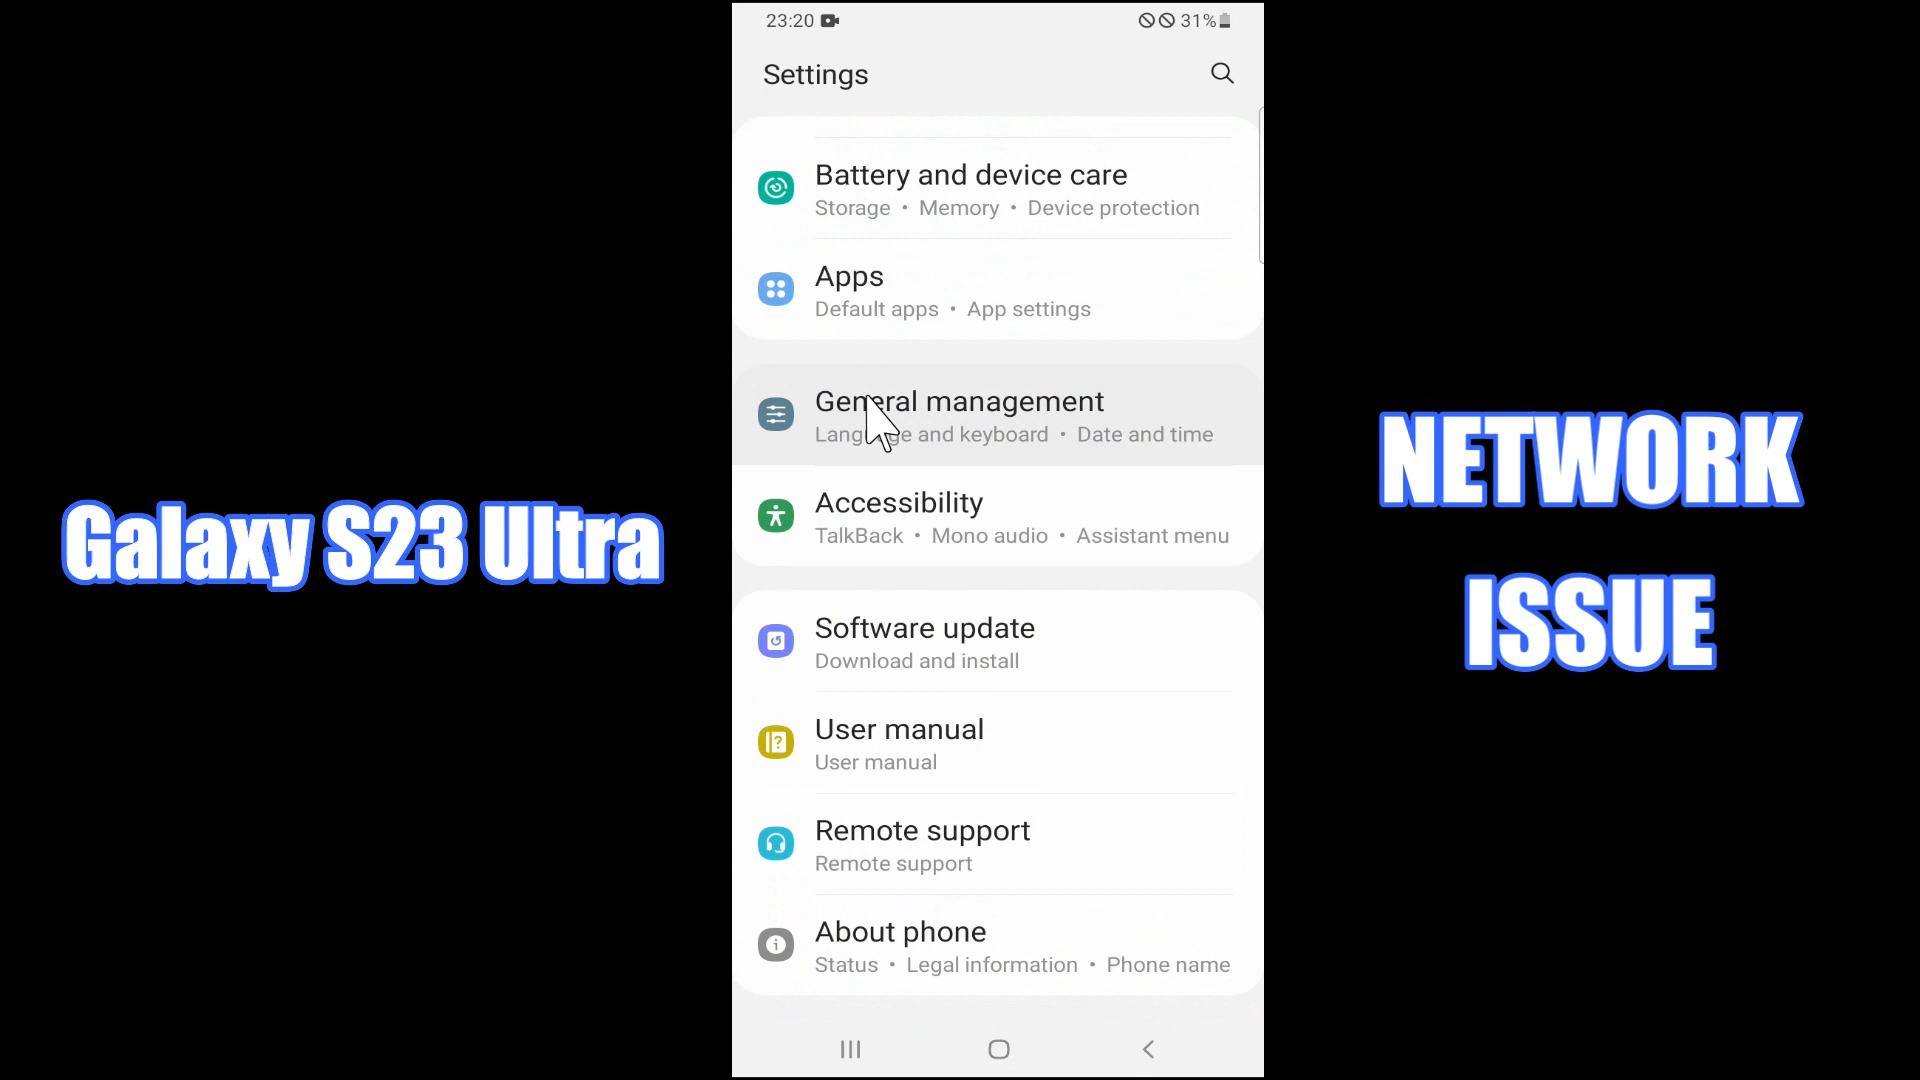 23:20
31%
Settings
Battery and device care
Storage • Memory • Device protection
Apps
Default apps • App settings
General management
Language and keyboard • Date and time
Accessibility
TalkBack • Mono audio • Assistant menu
Software update
Download and install
User manual
User manual
Remote support
Remote support
About phone
Status • Legal information • Phone name
Galaxy S23 Ultra
NETWORK
ISSUE